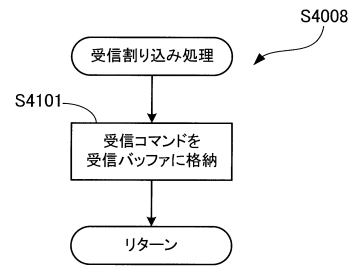 S4008
受信割り込み処理
S4101
受信コマンドを
受信バッファに格納
リターン